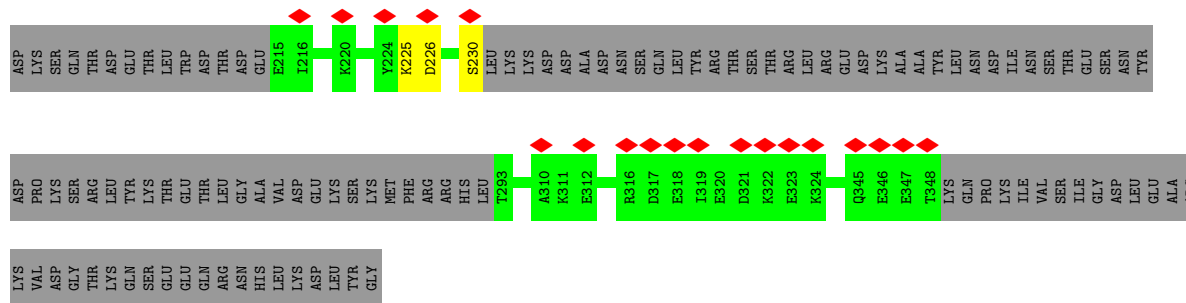 ASP LYS SER GLN THR ASP GLU THR LEU TRP ASP THR ASP GLU E215 I216 K220 Y224 K225 D226 S230 LEU LYS LYS ASP ASP ALA ASP ASN SER GLN LEU TYR ARG THR SER THR ARG LEU ARG GLU ASP LYS ALA ALA TYR LEU ASN ASP ILE ASN SER THR GLU SER ASN TYR
ASP PRO LYS SER ARG LEU TYR LYS THR GLU THR LEU GLY ALA VAL ASP GLU LYS SER LYS MET PHE ARG ARG HIS LEU T293 A310 K311 E312 R316 D317 E318 I319 E320 D321 K322 E323 K324 Q345 E346 E347 T348 LYS GLN PRO LYS ILE VAL SER ILE GLY ASP LEU GLU ALA
LYS VAL ASP GLY THR LYS GLN SER GLU GLU GLN ARG ASN HIS LEU LYS ASP LEU TYR GLY